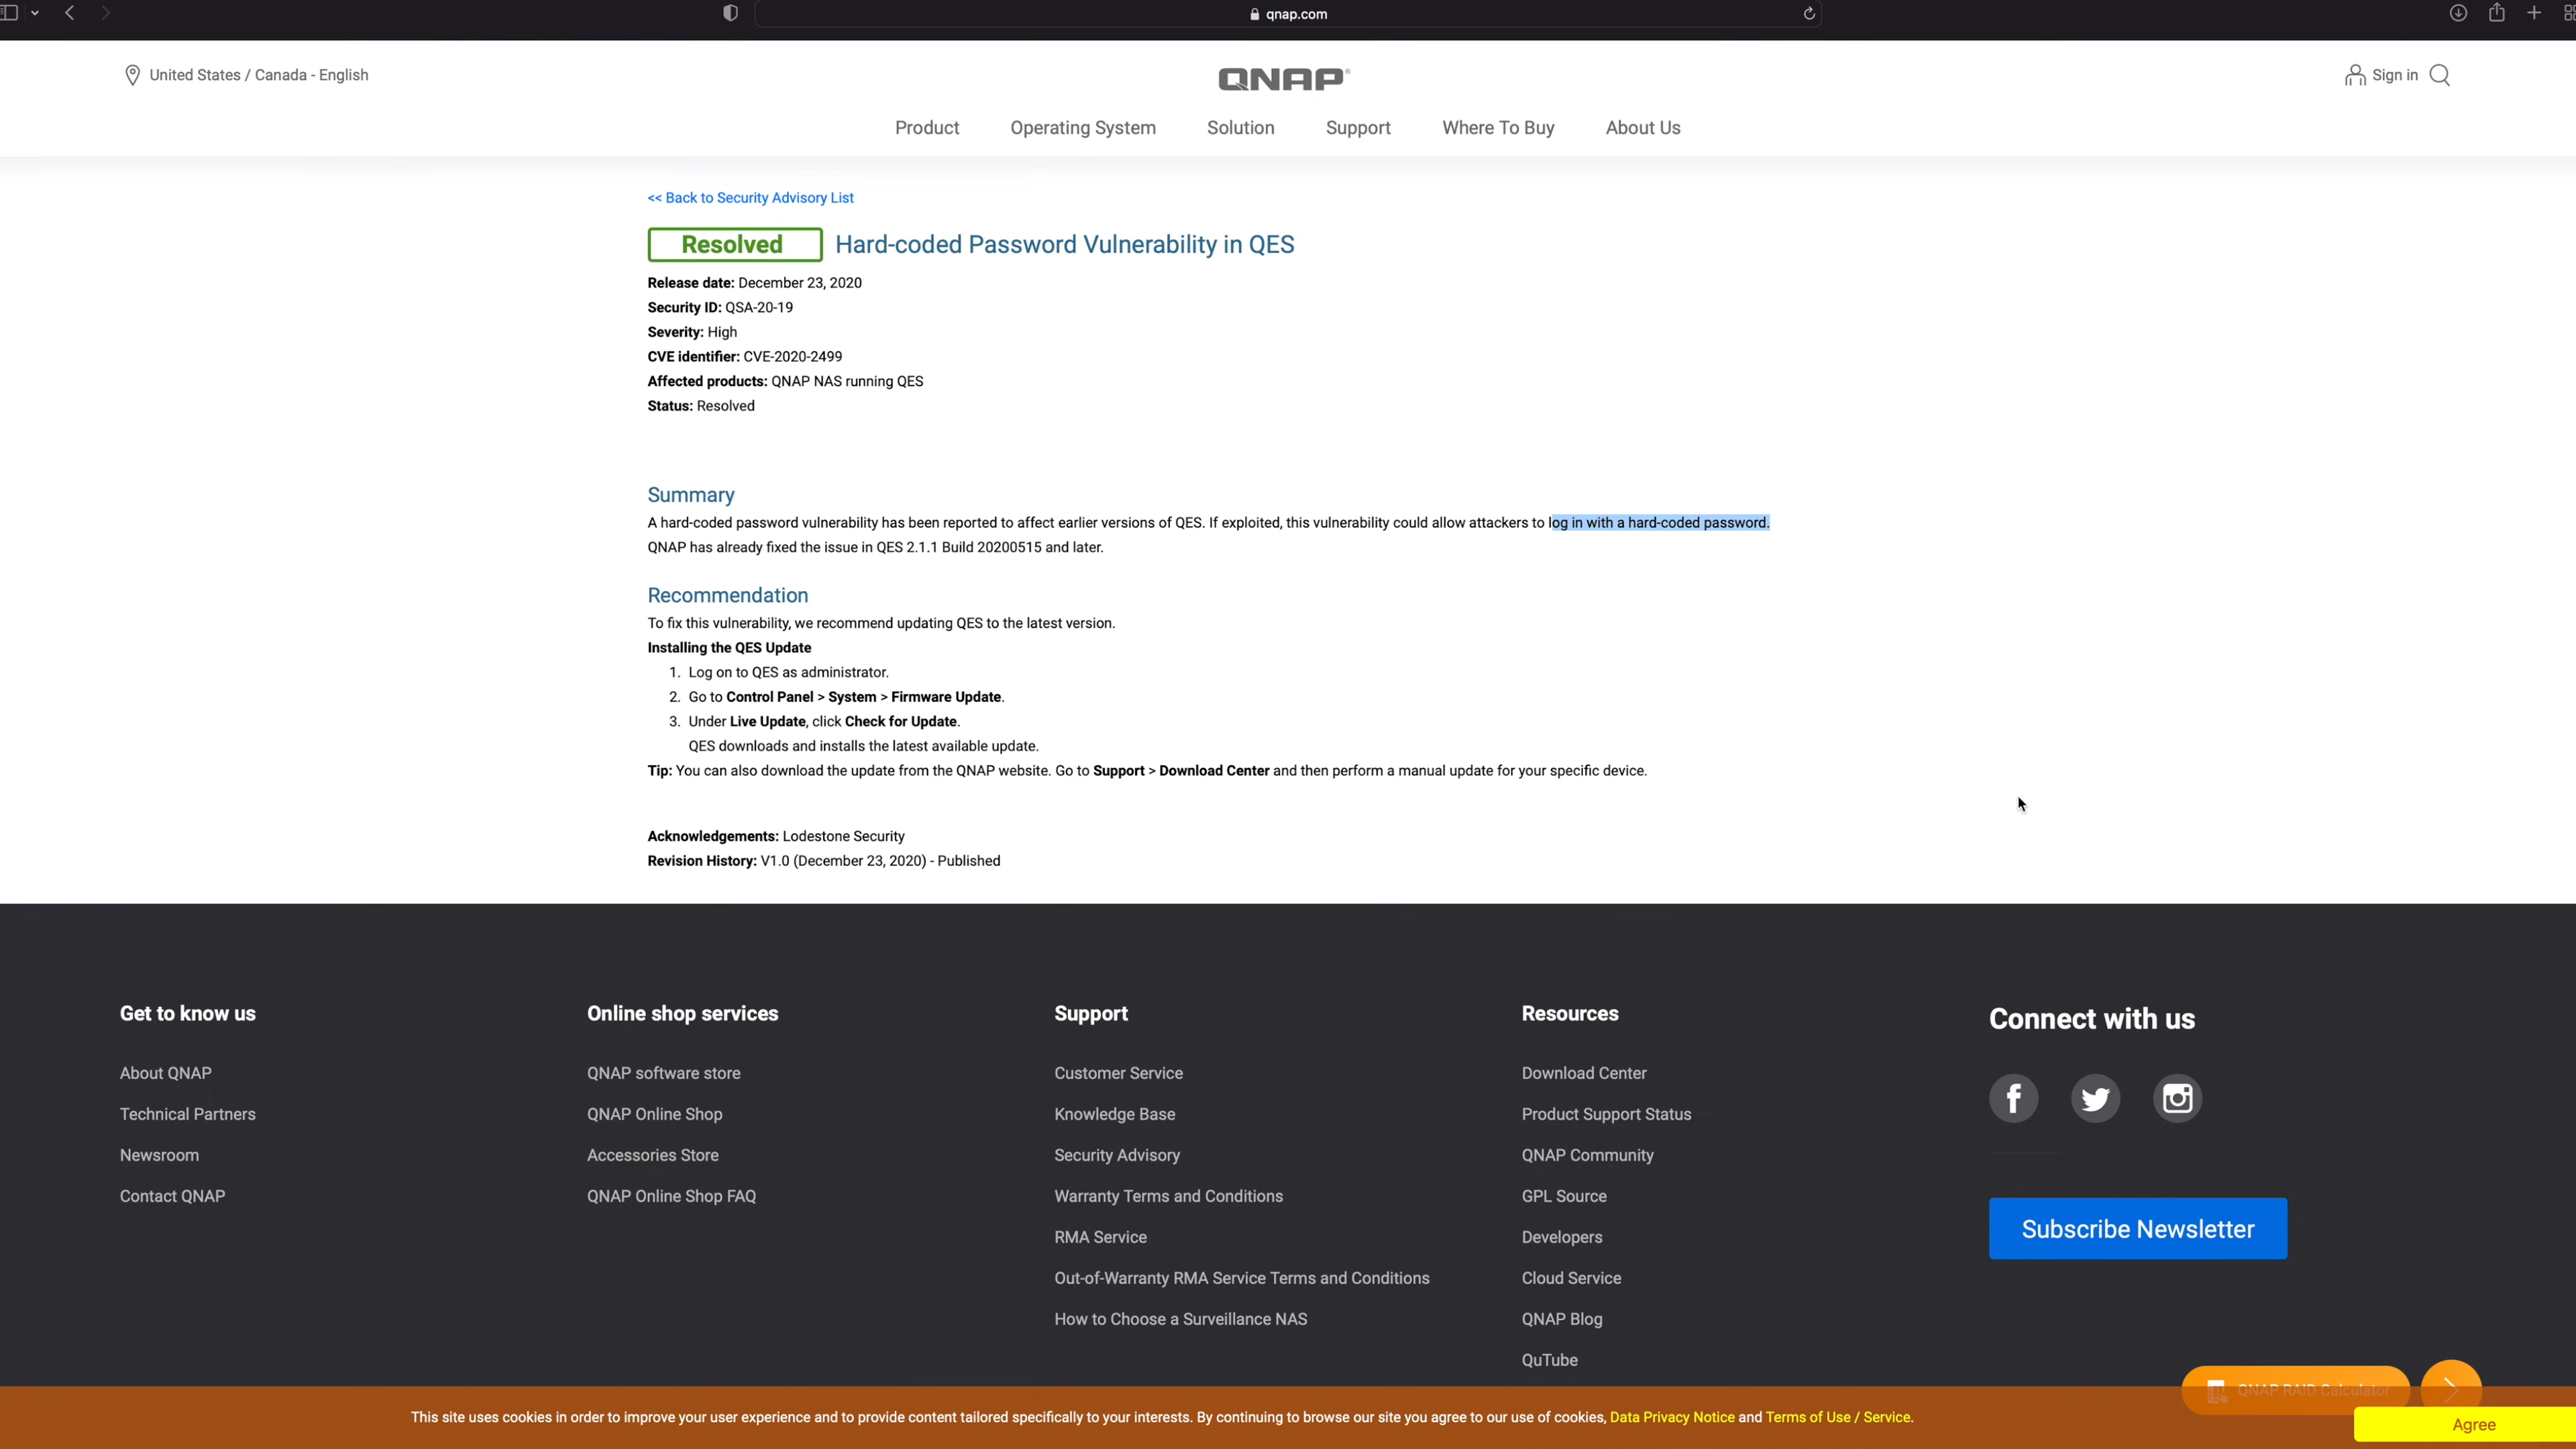 qnap.com
United States / Canada - English
QNAP
Sign in
Product Operating System Solution Support Where To Buy About Us
<< Back to Security Advisory List
Resolved Hard-coded Password Vulnerability in QES
Release date: December 23, 2020
Security ID: QSA-20-19
Severity: High
CVE identifier: CVE-2020-2499
Affected products: QNAP NAS running QES
Status: Resolved
Summary
A hard-coded password vulnerability has been reported to affect earlier versions of QES. If exploited, this vulnerability could allow attackers to log in with a hard-coded password.
QNAP has already fixed the issue in QES 2.1.1 Build 20200515 and later.
Recommendation
To fix this vulnerability, we recommend updating QES to the latest version.
Installing the QES Update
1. Log on to QES as administrator.
2. Go to Control Panel > System > Firmware Update.
3. Under Live Update, click Check for Update.
QES downloads and installs the latest available update.
Tip: You can also download the update from the QNAP website. Go to Support > Download Center and then perform a manual update for your specific device.
Acknowledgements: Lodestone Security
Revision History: V1.0 (December 23, 2020) - Published
Get to know us
About QNAP
Technical Partners
Newsroom
Contact QNAP
Online shop services
QNAP software store
QNAP Online Shop
Accessories Store
QNAP Online Shop FAQ
Support
Customer Service
Knowledge Base
Security Advisory
Warranty Terms and Conditions
RMA Service
Out-of-Warranty RMA Service Terms and Conditions
How to Choose a Surveillance NAS
Resources
Download Center
Product Support Status
QNAP Community
GPL Source
Developers
Cloud Service
QNAP Blog
QuTube
Connect with us
Subscribe Newsletter
QNAP RAID Calculator
This site uses cookies in order to improve your user experience and to provide content tailored specifically to your interests. By continuing to browse our site you agree to our use of cookies, Data Privacy Notice and Terms of Use / Service.
Agree